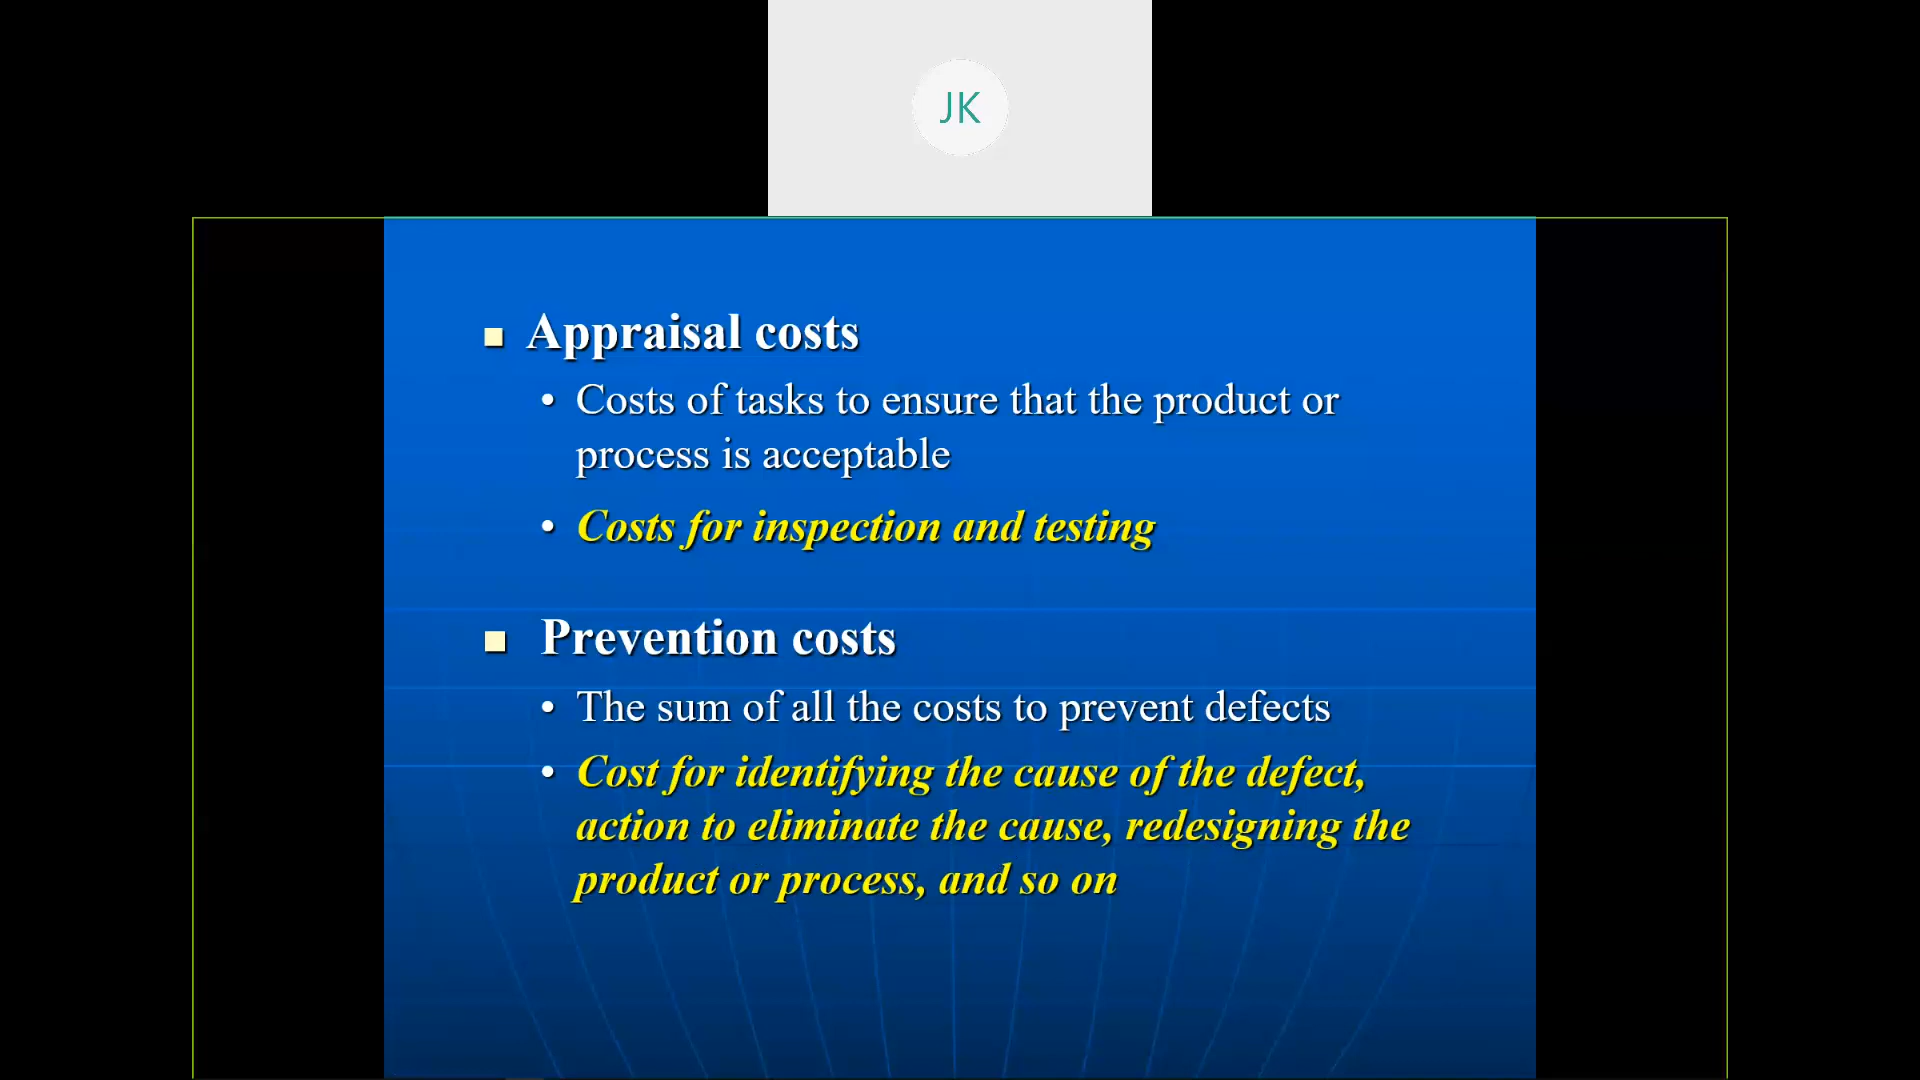 JK
Appraisal costs
• Costs of tasks to ensure that the product or
process is acceptable
• Costs for inspection and testing
Prevention costs
• The sum of all the costs to prevent defects
• Cost for identifying the cause of the defect,
action to eliminate the cause, redesigning the
product or process, and so on